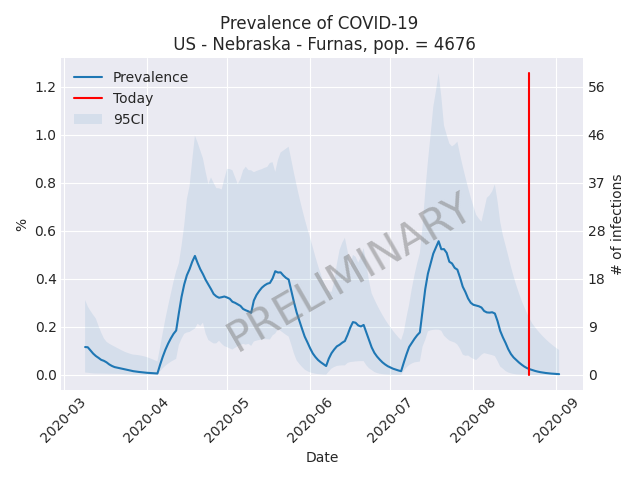 Prevalence of COVID-19
US - Nebraska - Furnas, pop. = 4676
Prevalence
Today
95CI
1.2
1.0
0.8
0.6
0.4
0.2
0.0
%
56
46
37
28
18
9
0
# of infections
PRELIMINARY
2020-03
2020-04
2020-05
2020-06
2020-07
2020-08
2020-09
Date